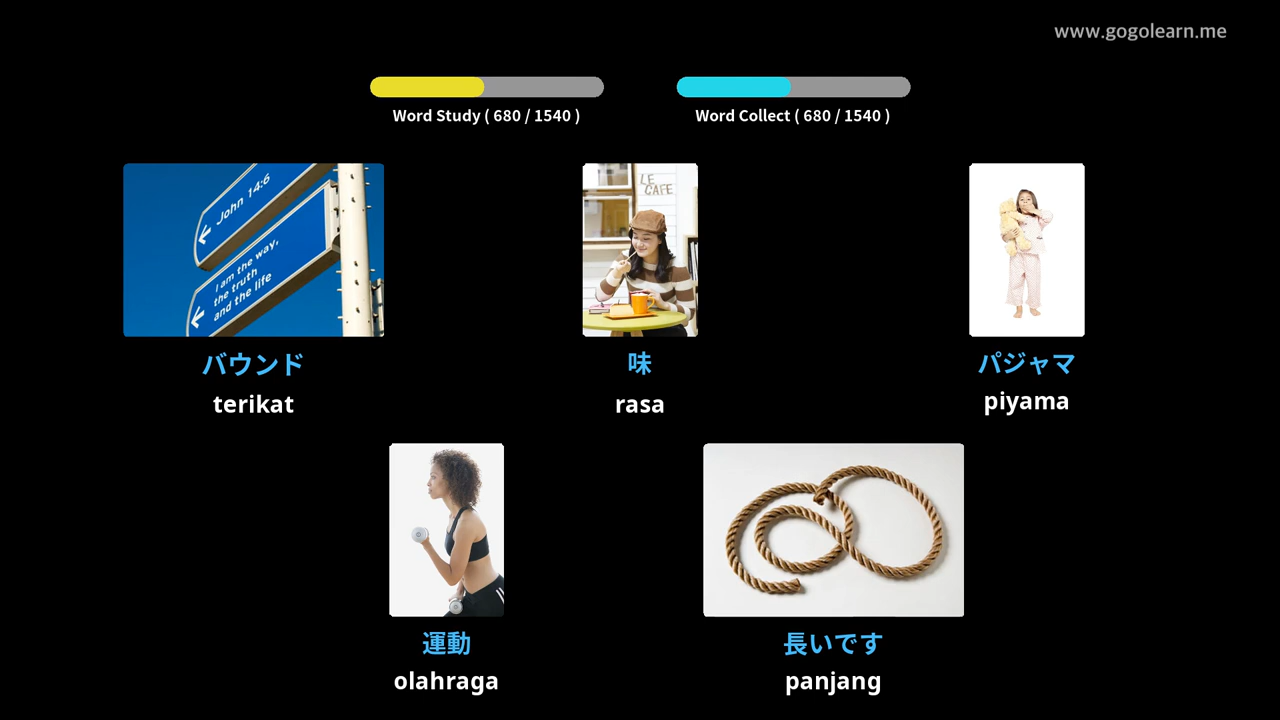 www.gogolearn.me
Word Study ( 680 / 1540 )
Word Collect ( 680 / 1540 )
John 14:6
I am the way,
the truth
and the life
LE
CAFE
バウンド
terikat
味
rasa
パジャマ
piyama
運動
olahraga
長いです
panjang